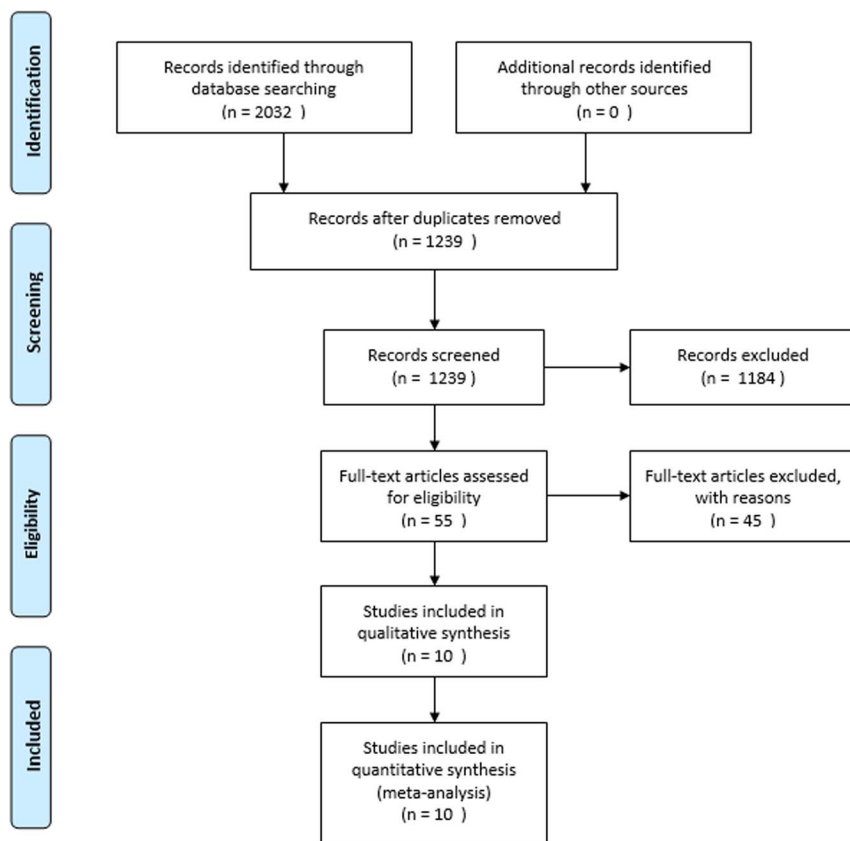 Identification
Records identified through
database searching
(n = 2032 )
Additional records identified
through other sources
(n = 0 )
Records after duplicates removed
(n = 1239 )
Screening
Records screened
(n = 1239 )
Records excluded
(n = 1184 )
Eligibility
Full-text articles assessed
for eligibility
(n = 55 )
Full-text articles excluded,
with reasons
(n = 45 )
Studies included in
qualitative synthesis
(n = 10 )
Included
Studies included in
quantitative synthesis
(meta-analysis)
(n = 10 )